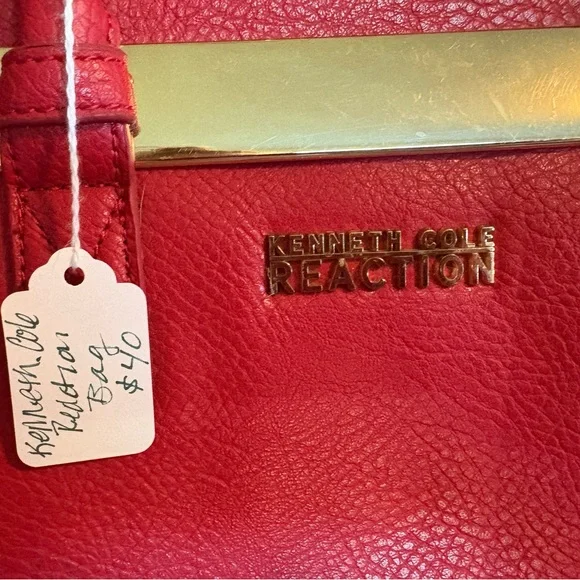 KENNETH COLE
REACTION
Kenneth Cole
Reaction
Bag
$40